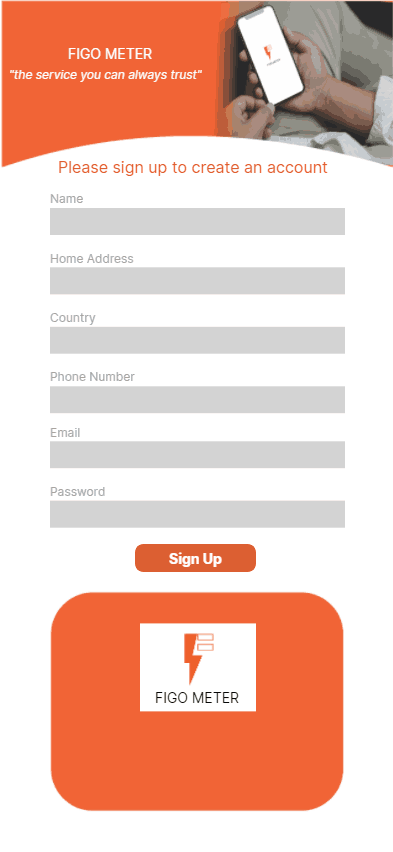 FIGO METER
"the service you can always trust"
Please sign up to create an account
Name
Home Address
Country
Phone Number
Email
Password
Sign Up
FIGO METER